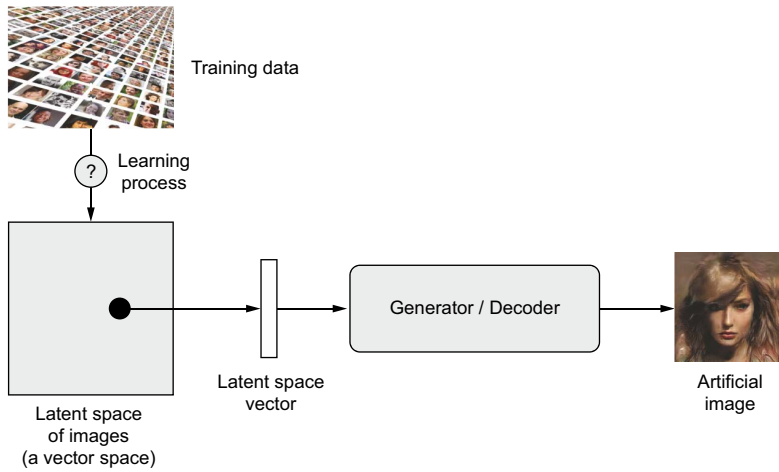 Training data
?
Learning
process
Generator / Decoder
Latent space
vector
Artificial
image
Latent space
of images
(a vector space)